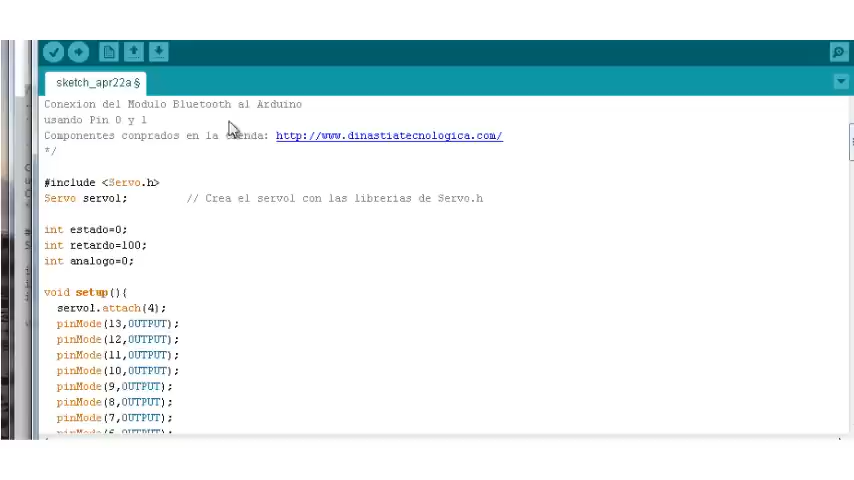 sketch_apr22a §
Conexion del Modulo Bluetooth al Arduino
usando Pin 0 y 1
Componentes conprados en la tienda: http://www.dinastiatecnologica.com/
*/
#include <Servo.h>
Servo servo1; // Crea el servo1 con las librerias de Servo.h
int estado=0;
int retardo=100;
int analogo=0;
void setup(){
servo1.attach(4);
pinMode(13,OUTPUT);
pinMode(12,OUTPUT);
pinMode(11,OUTPUT);
pinMode(10,OUTPUT);
pinMode(9,OUTPUT);
pinMode(8,OUTPUT);
pinMode(7,OUTPUT);
pinMode(6,OUTPUT);